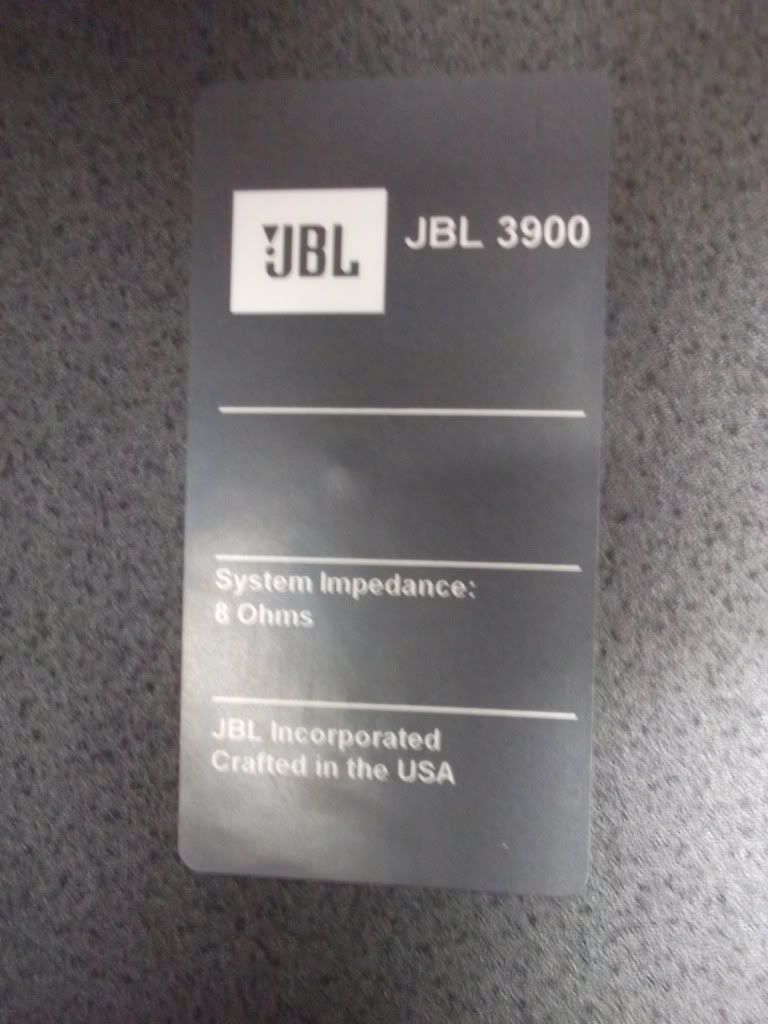 JBL
JBL 3900
System Impedance:
8 Ohms
JBL Incorporated
Crafted in the USA